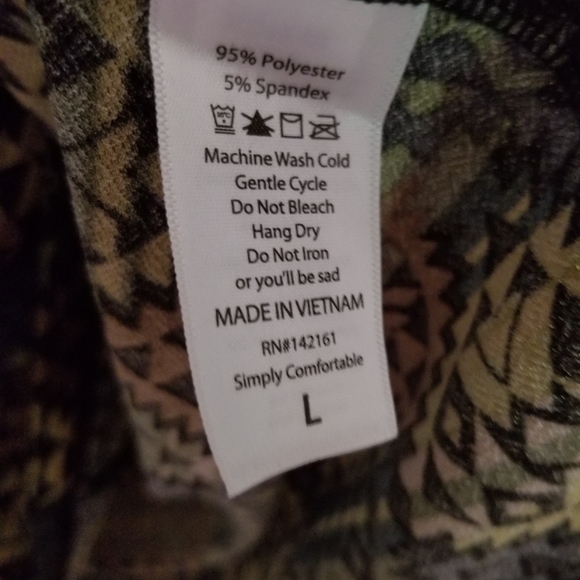 95% Polyester
5% Spandex
Machine Wash Cold
Gentle Cycle
Do Not Bleach
Hang Dry
Do Not Iron
or you'll be sad
MADE IN VIETNAM
RN#142161
Simply Comfortable
L